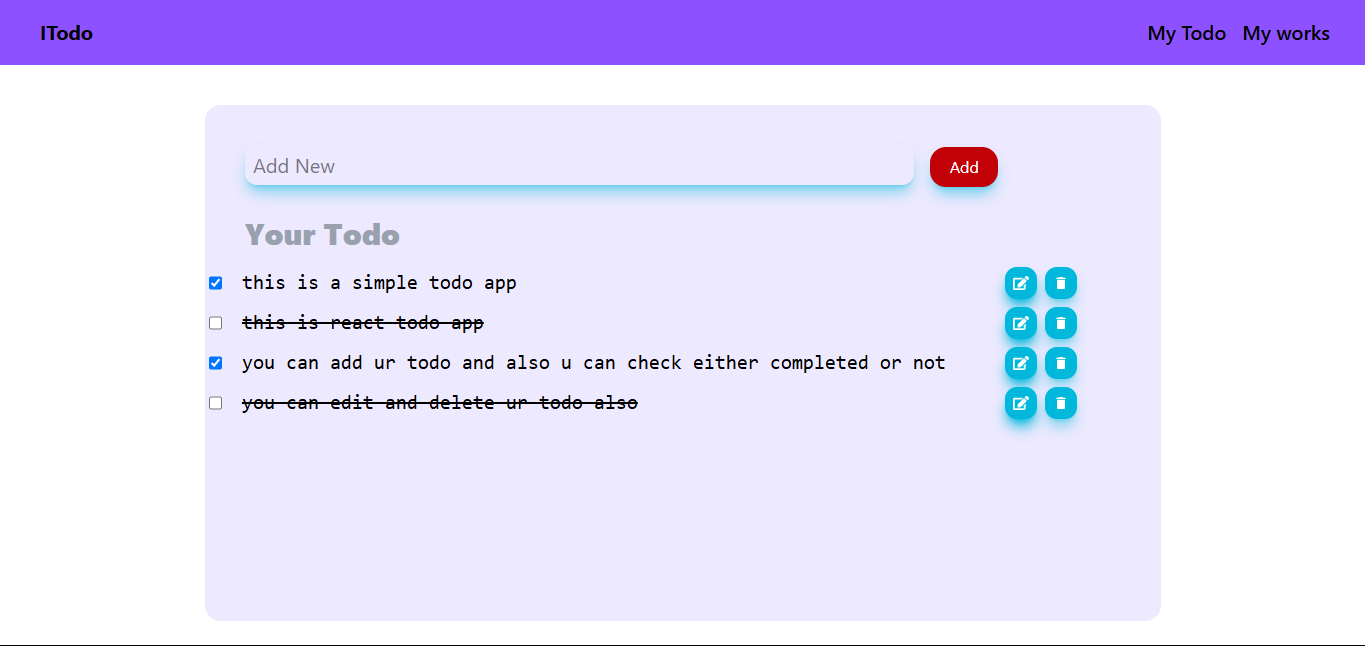 ITodo
My Todo My works
Add New
Add
Your Todo
this is a simple todo app
this is react todo app
you can add ur todo and also u can check either completed or not
you can edit and delete ur todo also